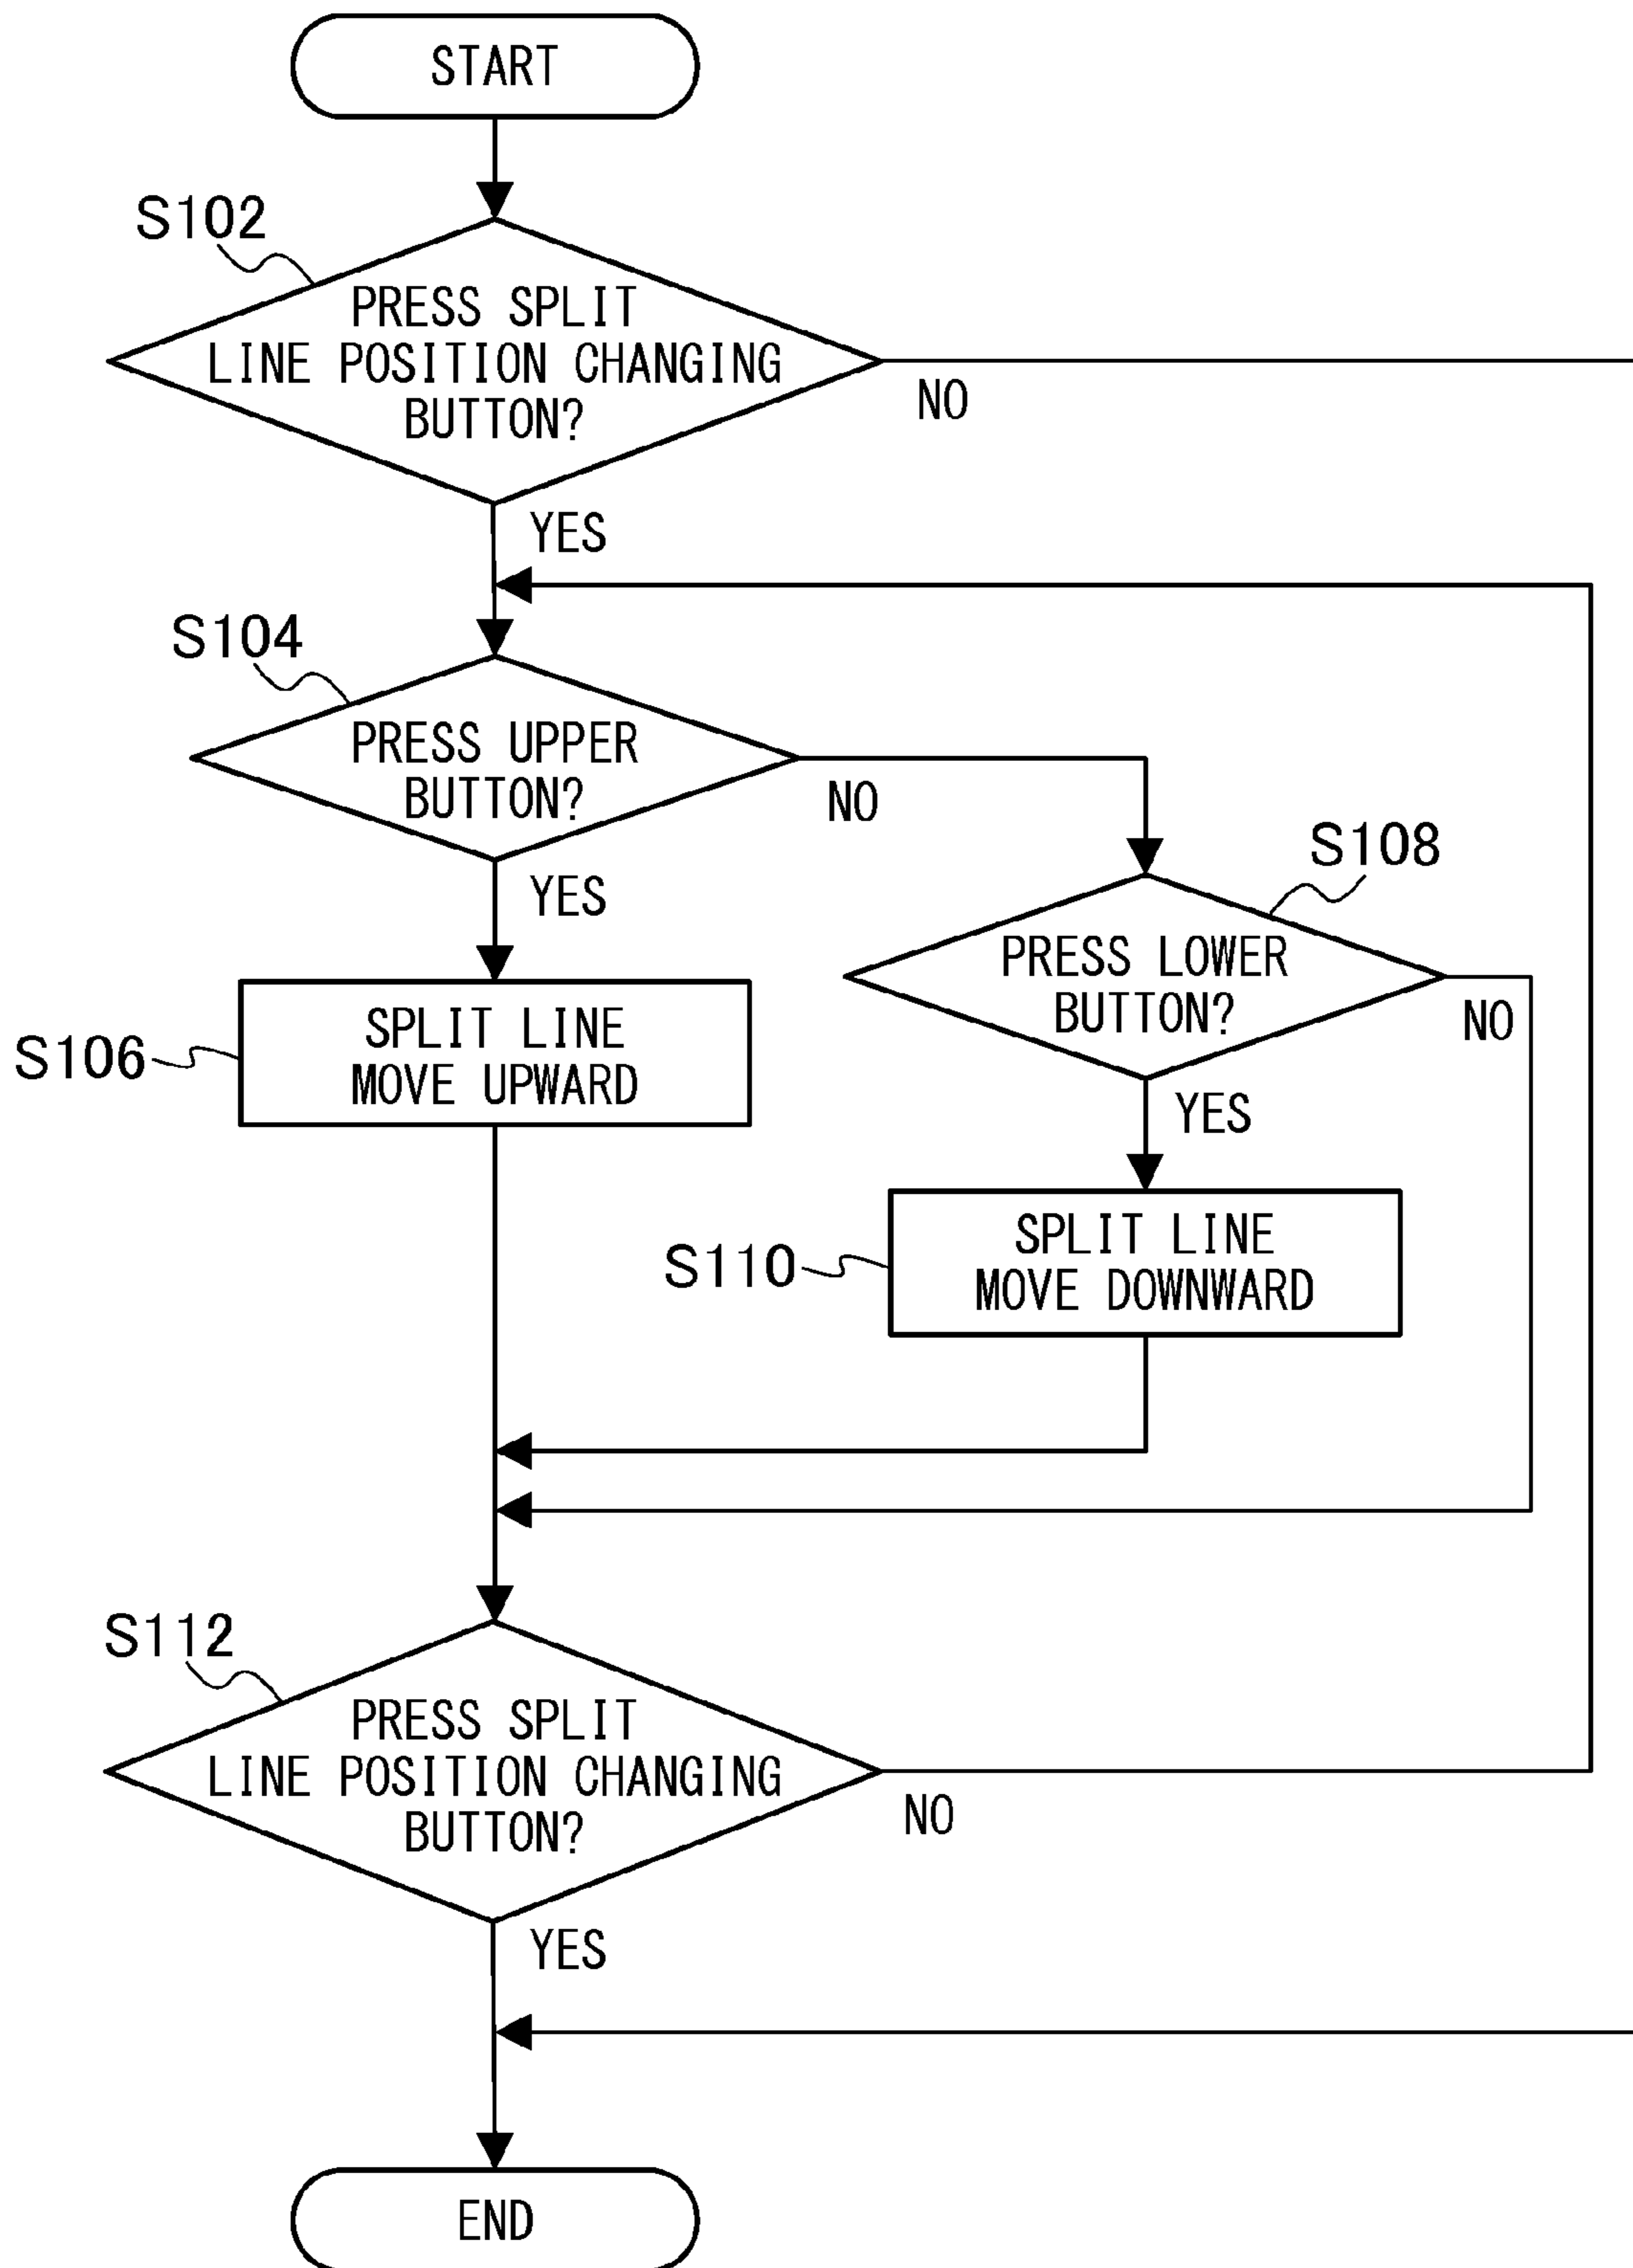 START
S102
PRESS SPLIT
LINE POSITION CHANGING
BUTTON?
NO
YES
S104
PRESS UPPER
BUTTON?
NO
YES
S108
PRESS LOWER
BUTTON?
NO
YES
S106
SPLIT LINE
MOVE UPWARD
S110
SPLIT LINE
MOVE DOWNWARD
S112
PRESS SPLIT
LINE POSITION CHANGING
BUTTON?
NO
YES
END